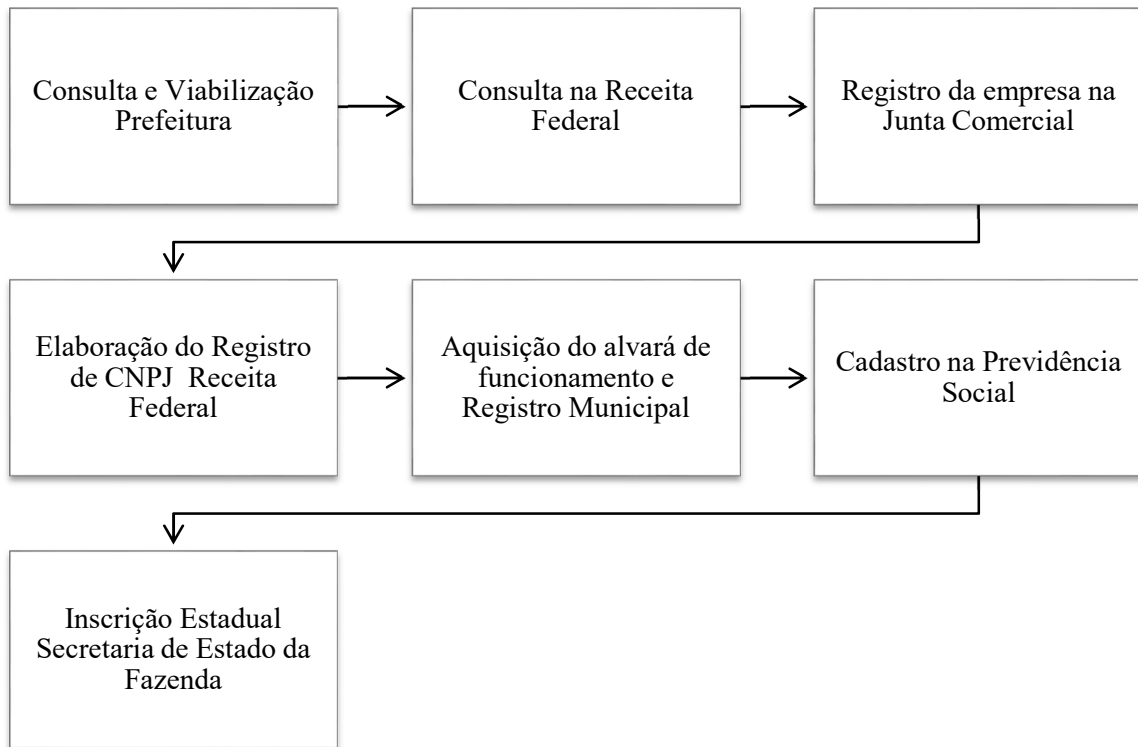 Consulta e Viabilização
Prefeitura
Consulta na Receita
Federal
Registro da empresa na
Junta Comercial
Elaboração do Registro
de CNPJ  Receita
Federal
Aquisição do alvará de
funcionamento e
Registro Municipal
Cadastro na Previdência
Social
Inscrição Estadual
Secretaria de Estado da
Fazenda